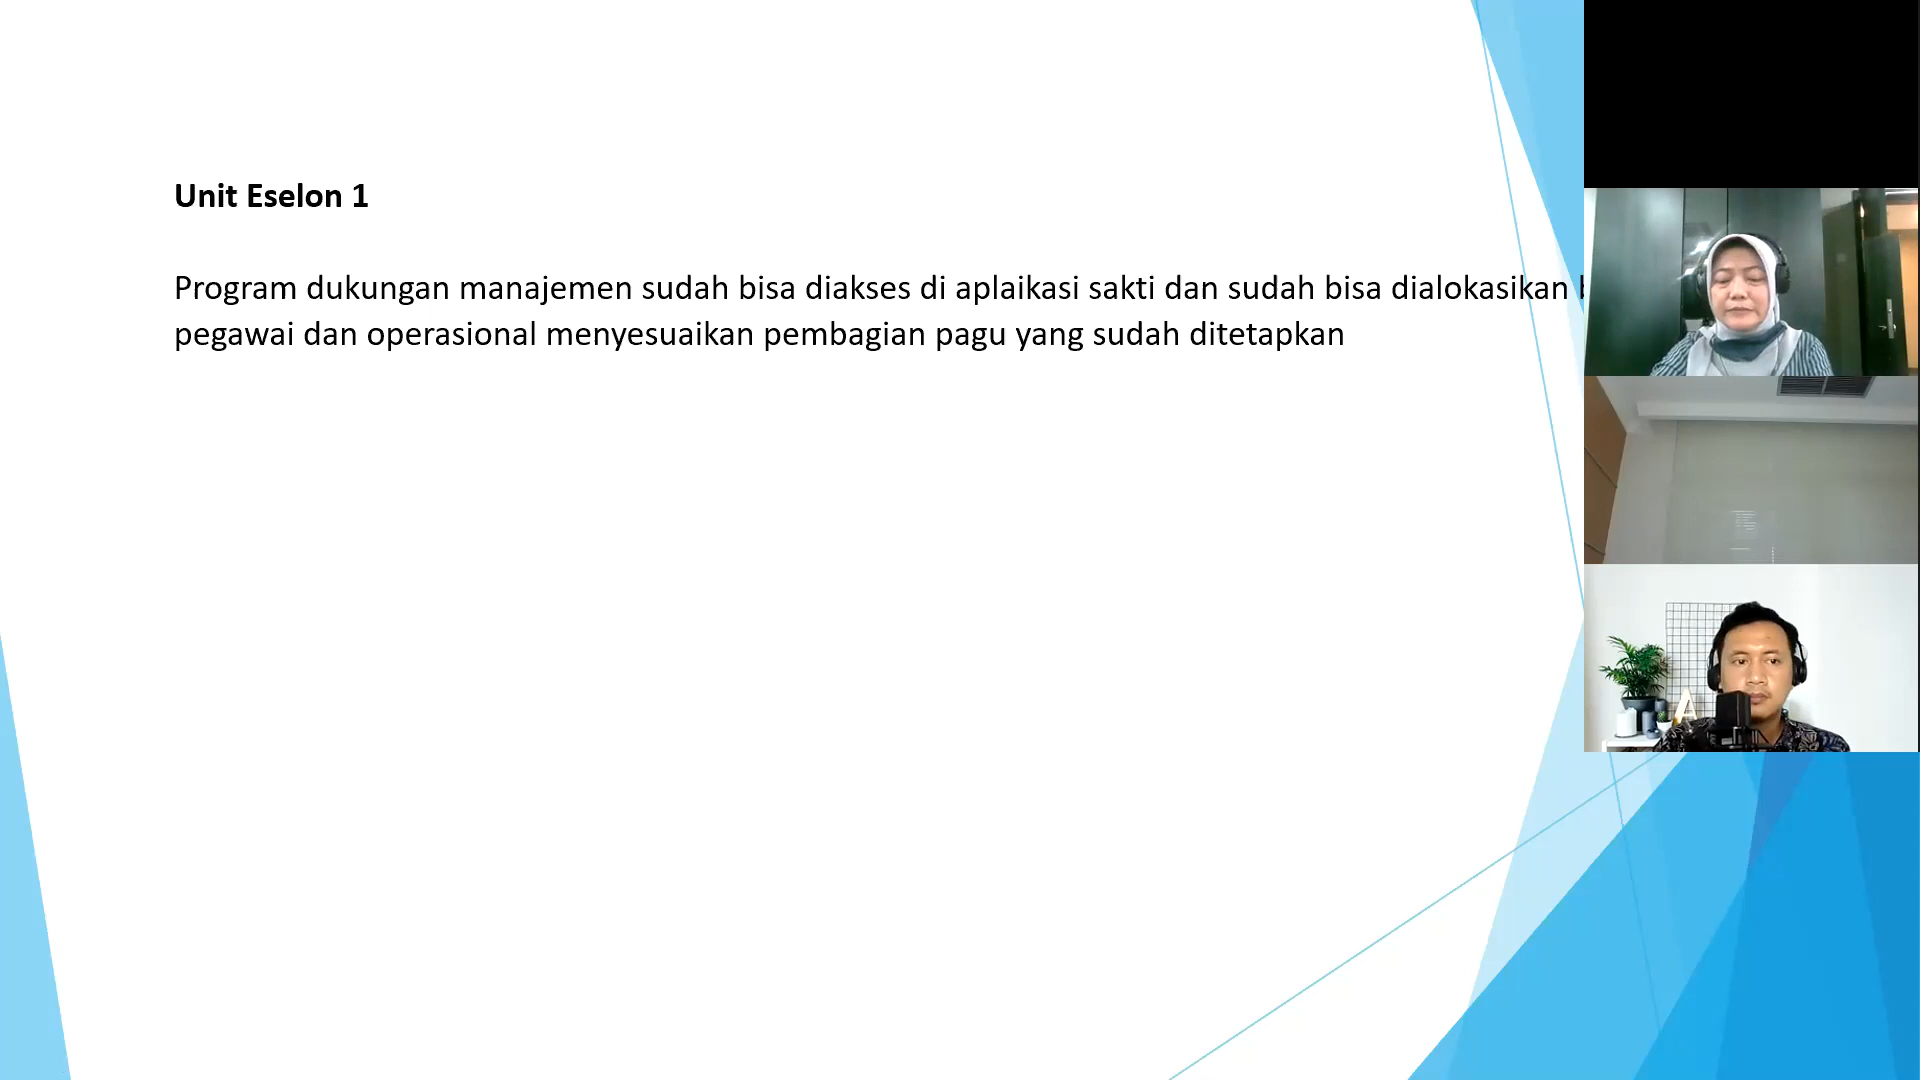 Unit Eselon 1
Program dukungan manajemen sudah bisa diakses di aplaikasi sakti dan sudah bisa dialokasikan
pegawai dan operasional menyesuaikan pembagian pagu yang sudah ditetapkan